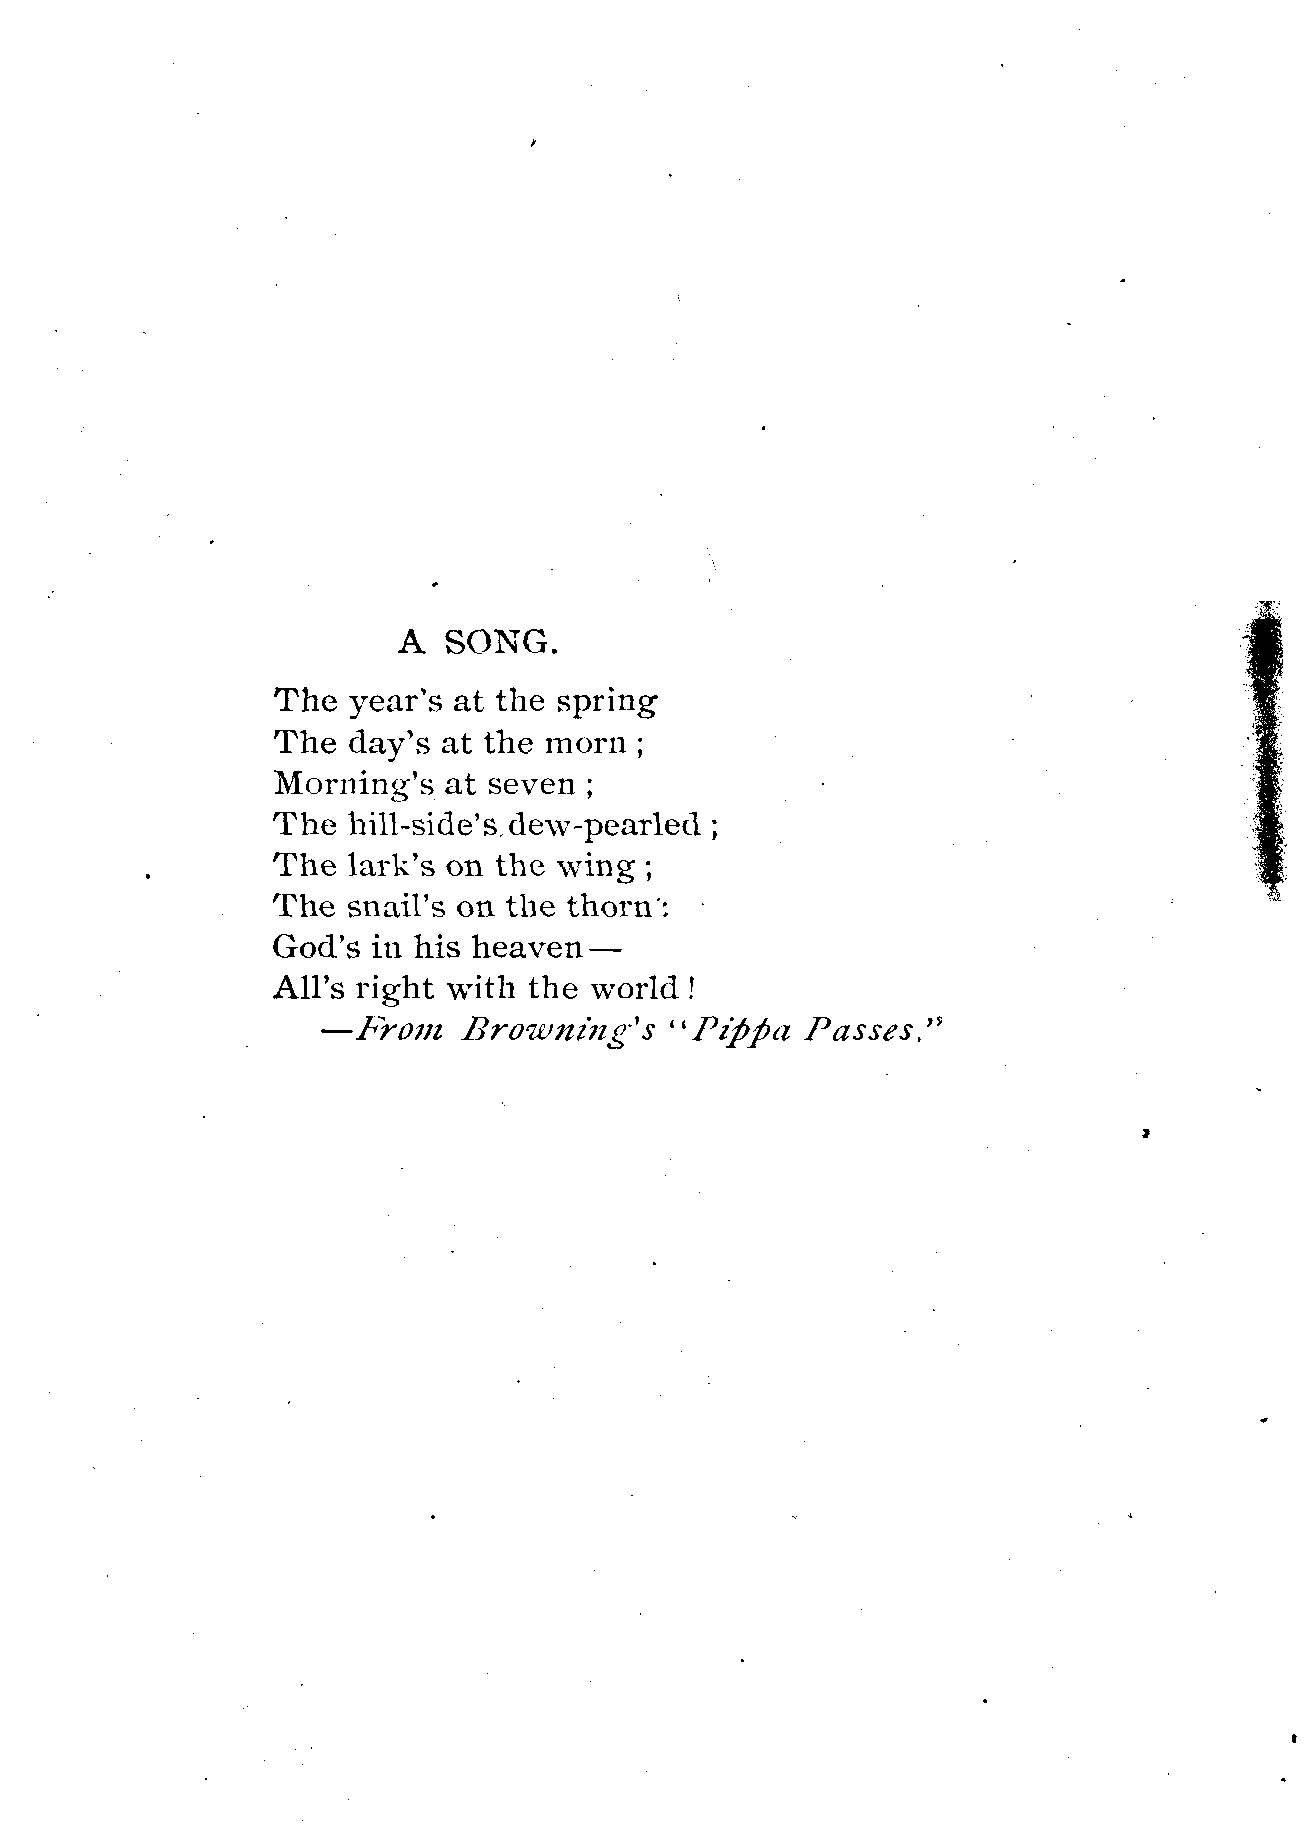 A SONG.
The year's at the spring
The day's at the morn ;
Morning's at seven ;
The hill-side's dew-pearled ;
The lark's on the wing ;
The snail's on the thorn :
God's in his heaven—
All's right with the world !
—From Browning's "Pippa Passes."